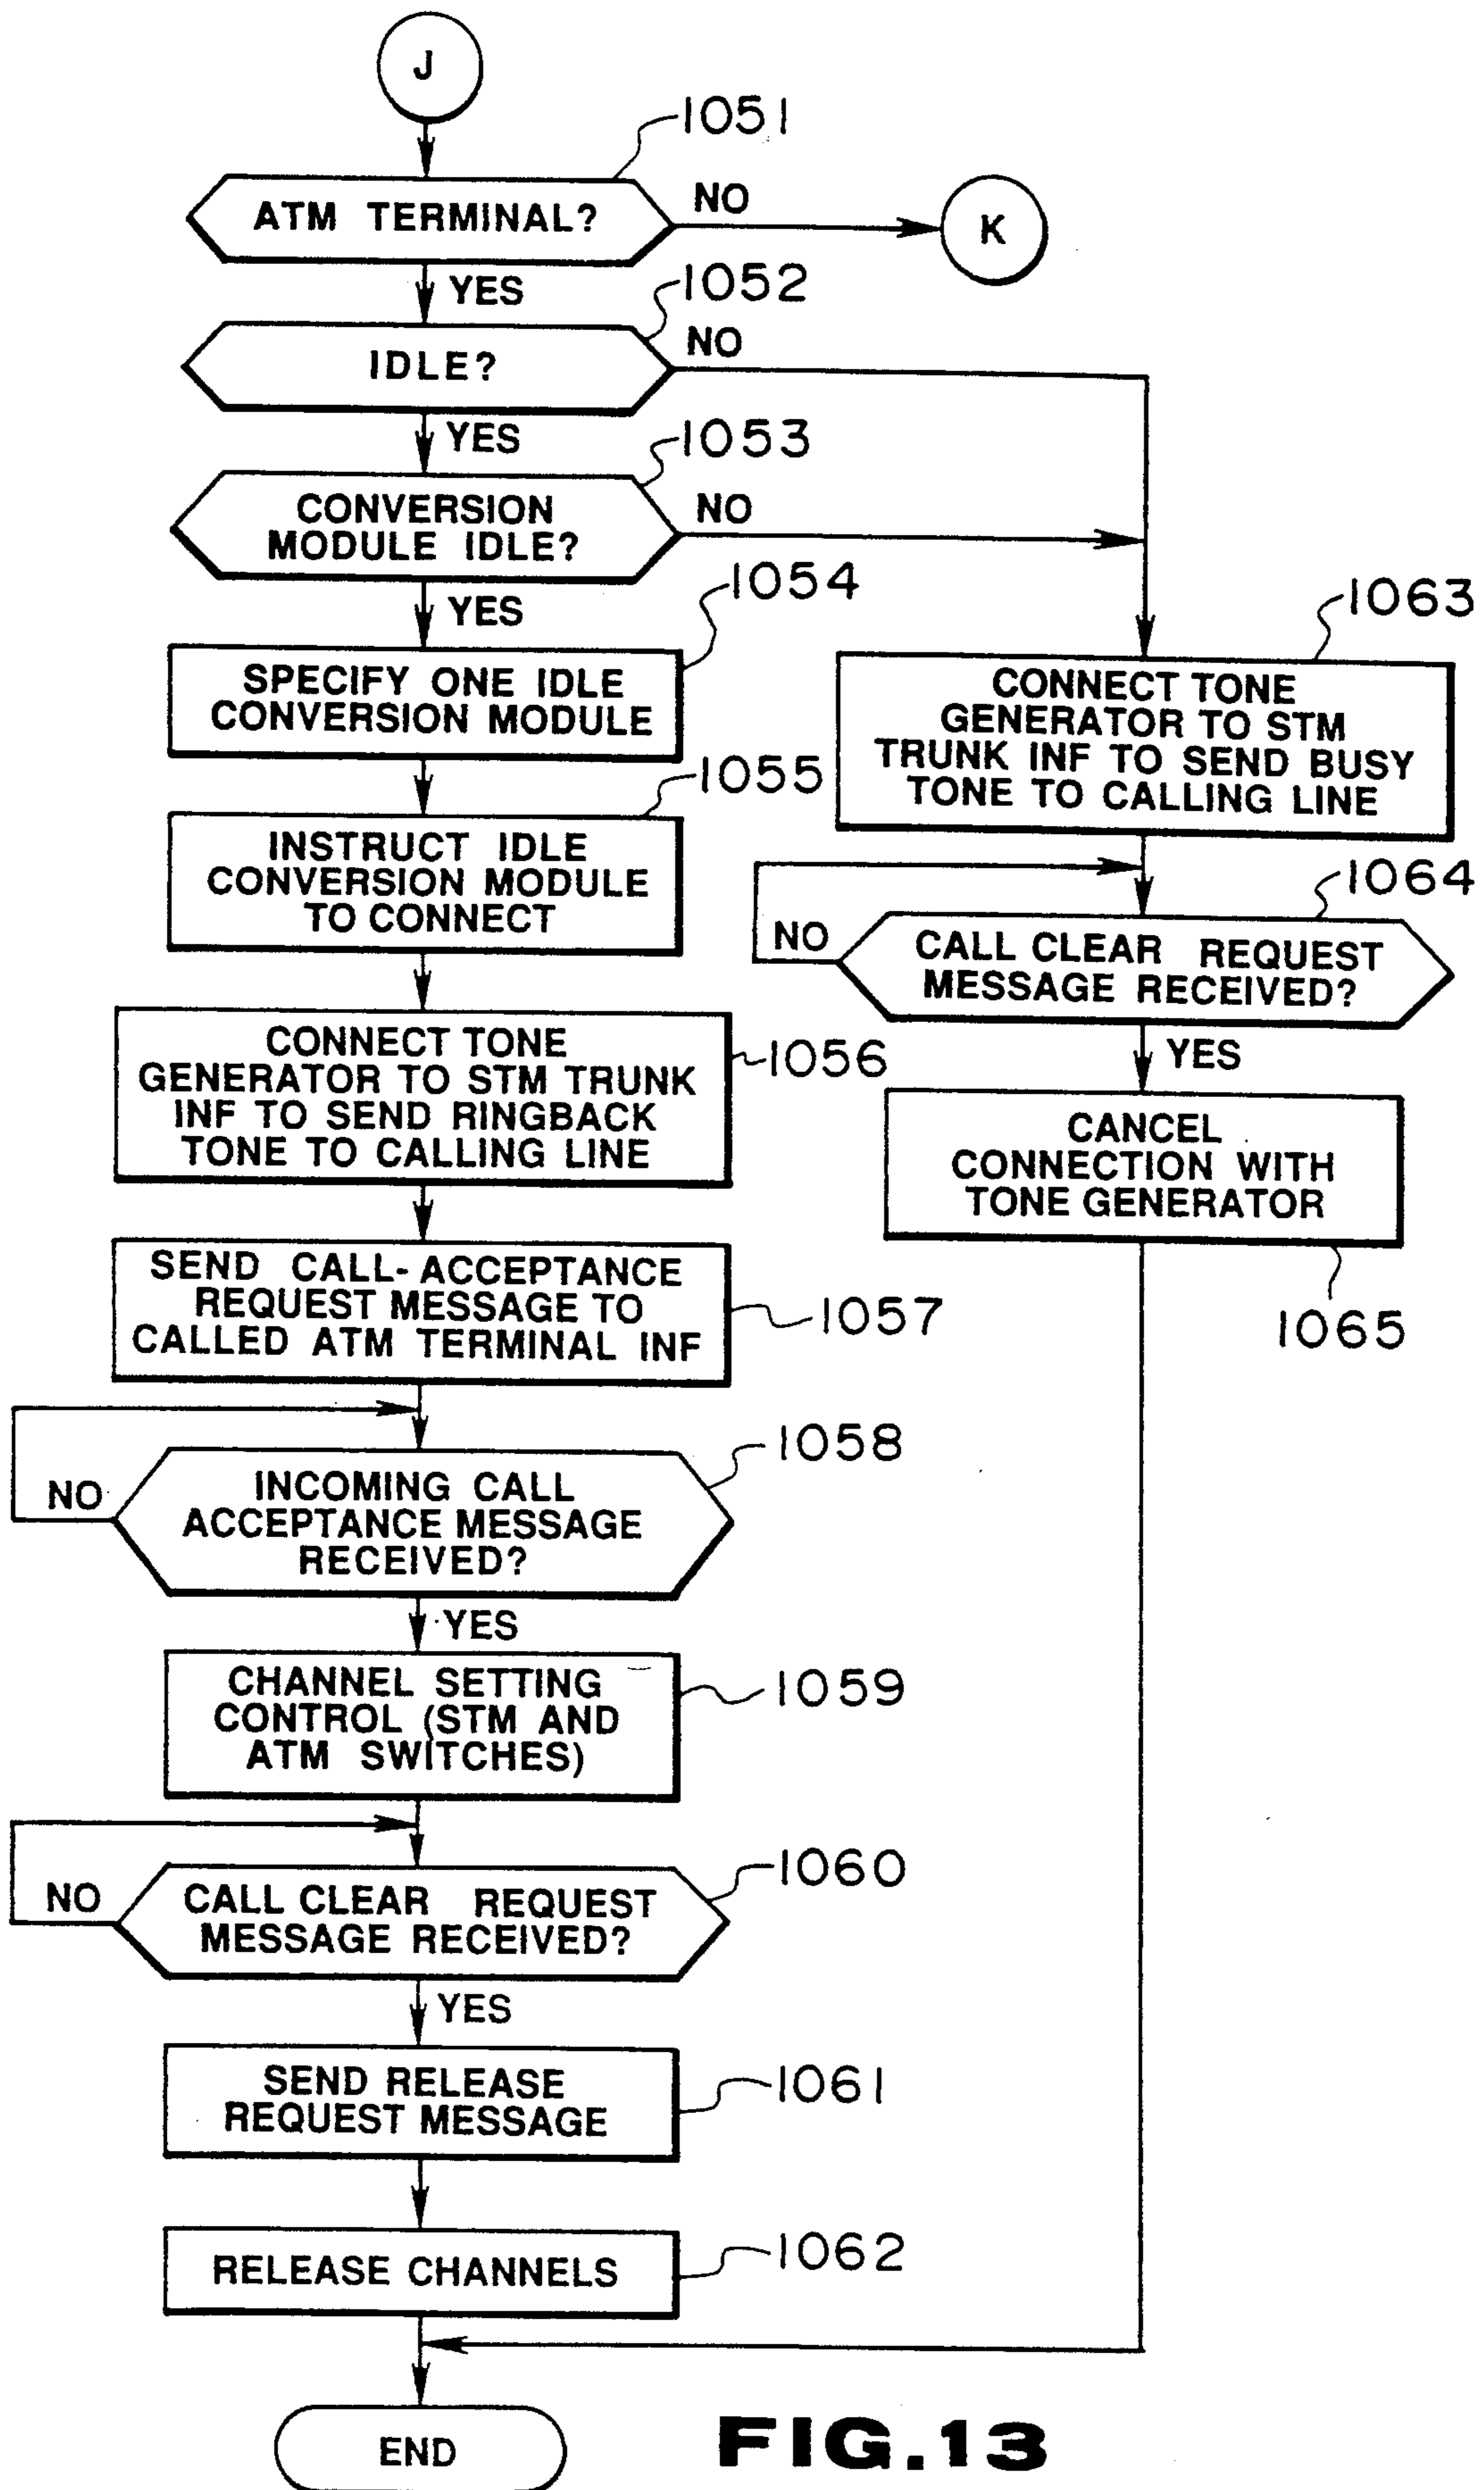 J
1051
ATM TERMINAL?
NO
K
YES
1052
IDLE?
NO
YES
1053
CONVERSION
MODULE IDLE?
NO
YES
1054
SPECIFY ONE IDLE
CONVERSION MODULE
1055
INSTRUCT IDLE
CONVERSION MODULE
TO CONNECT
CONNECT TONE
GENERATOR TO STM TRUNK
INF TO SEND RINGBACK
TONE TO CALLING LINE
1056
SEND CALL-ACCEPTANCE
REQUEST MESSAGE TO
CALLED ATM TERMINAL INF
1057
1058
INCOMING CALL
ACCEPTANCE MESSAGE
RECEIVED?
NO
YES
CHANNEL SETTING
CONTROL (STM AND
ATM SWITCHES)
1059
1060
CALL CLEAR REQUEST
MESSAGE RECEIVED?
NO
YES
SEND RELEASE
REQUEST MESSAGE
1061
RELEASE CHANNELS
1062
END
1063
CONNECT TONE
GENERATOR TO STM
TRUNK INF TO SEND BUSY
TONE TO CALLING LINE
1064
CALL CLEAR REQUEST
MESSAGE RECEIVED?
NO
YES
CANCEL
CONNECTION WITH
TONE GENERATOR
1065
FIG.13